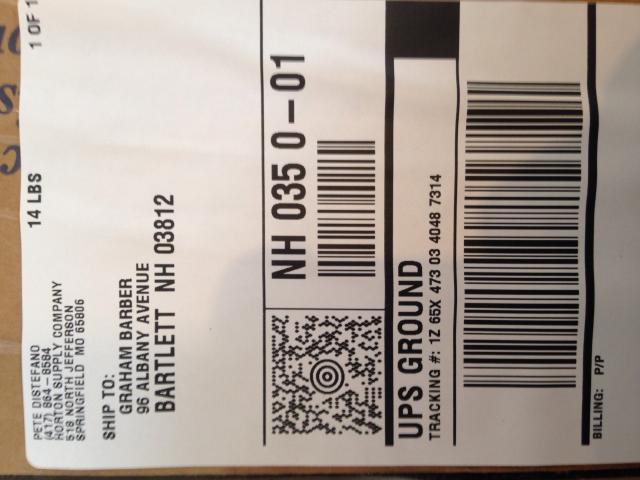 PETE DISTEFANO
(417) 864-8564
HORTON SUPPLY COMPANY
518 NORTH JEFFERSON
SPRINGFIELD MO 65806
14 LBS
1 OF 1
SHIP TO:
GRAHAM BARBER
96 ALBANY AVENUE
BARTLETT NH 03812
NH 035 0-01
UPS GROUND
TRACKING #: 1Z 65X 473 03 4048 7314
BILLING: P/P